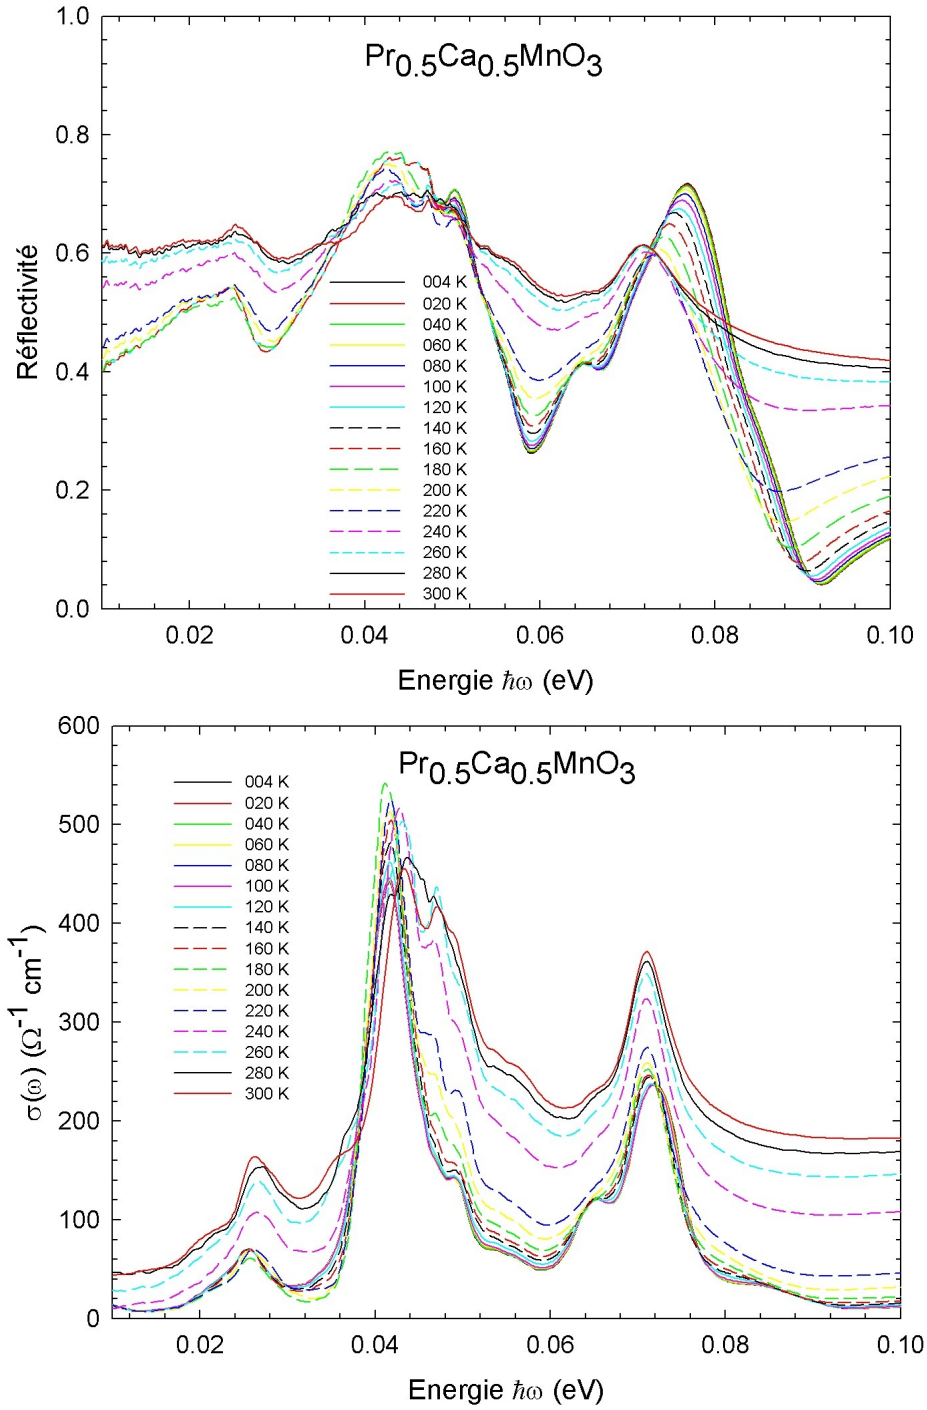 Pr0.5Ca0.5MnO3
Réflectivité
1.0
0.8
0.6
0.4
0.2
0.0
004 K
020 K
040 K
060 K
080 K
100 K
120 K
140 K
160 K
180 K
200 K
220 K
240 K
260 K
280 K
300 K
0.02 0.04 0.06 0.08 0.10
Energie ℏω (eV)
Pr0.5Ca0.5MnO3
σ(ω) (Ω-1 cm-1)
600
500
400
300
200
100
0
004 K
020 K
040 K
060 K
080 K
100 K
120 K
140 K
160 K
180 K
200 K
220 K
240 K
260 K
280 K
300 K
0.02 0.04 0.06 0.08 0.10
Energie ℏω (eV)